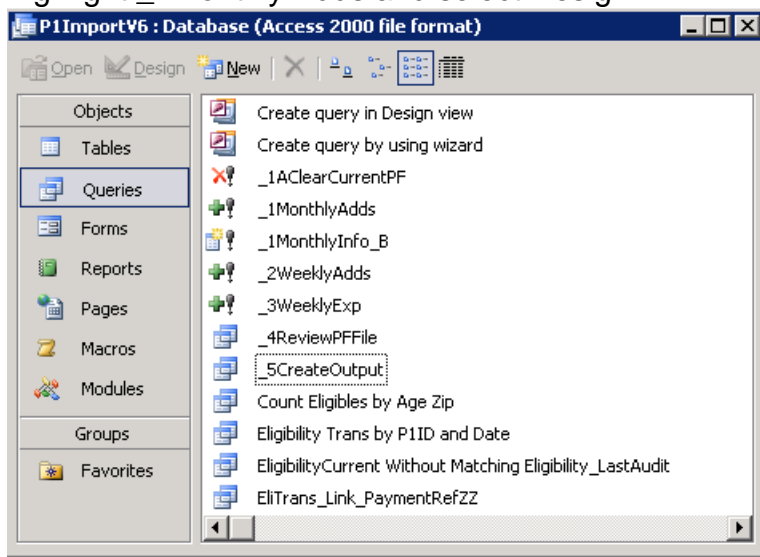 P1ImportV6 : Database (Access 2000 file format)
Open Design New
Objects
Tables
Queries
Forms
Reports
Pages
Macros
Modules
Groups
Favorites
Create query in Design view
Create query by using wizard
_1AClearCurrentPF
_1MonthlyAdds
_1MonthlyInfo_B
_2WeeklyAdds
_3WeeklyExp
_4ReviewPFFile
_5CreateOutput
Count Eligibles by Age Zip
Eligibility Trans by P1ID and Date
EligibilityCurrent Without Matching Eligibility_LastAudit
EliTrans_Link_PaymentRefZZ